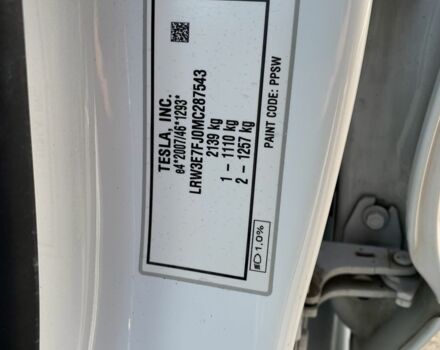 TESLA, INC.
e4*2007/46*1293*
LRW3E7FJ0MC287543
2139 kg
1 – 1110 kg
2 – 1257 kg
PAINT CODE: PPSW
1.0%